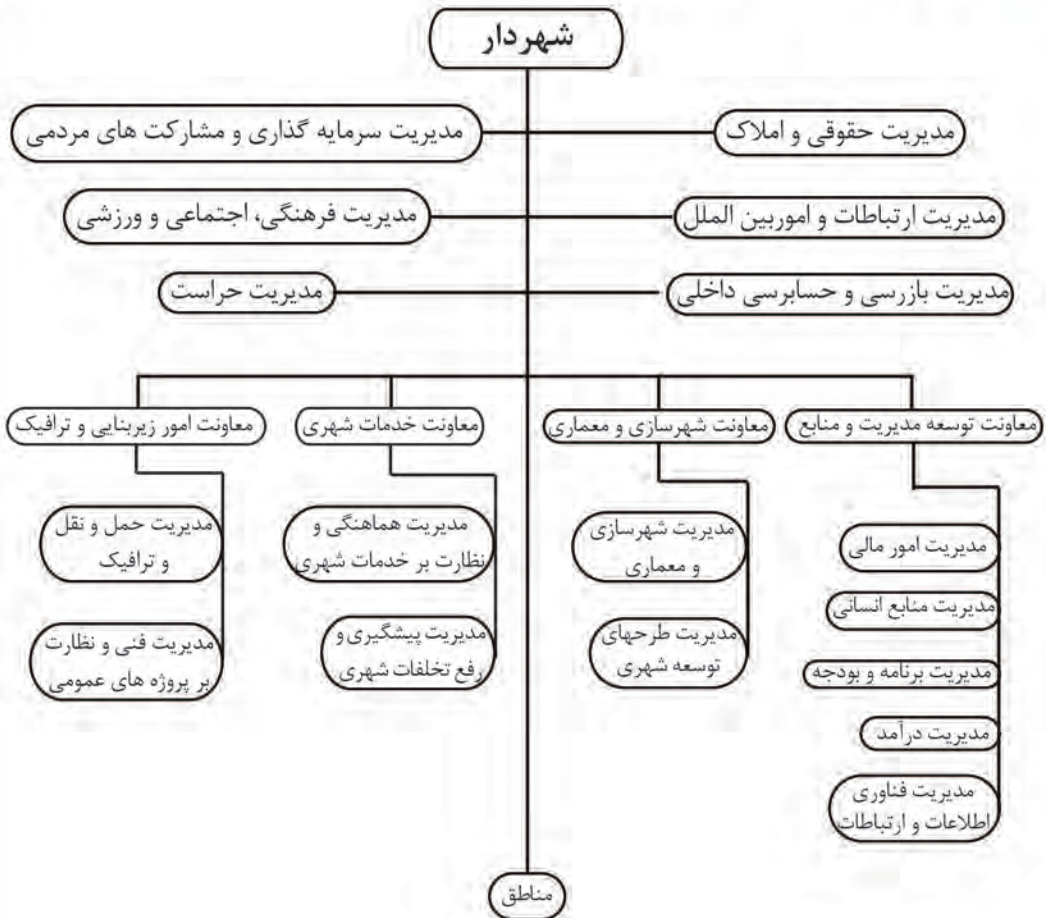 شهردار
مدیریت حقوقی و املاک
مدیریت سرمایه گذاری و مشارکت های مردمی
مدیریت ارتباطات و اموربین الملل
مدیریت فرهنگی، اجتماعی و ورزشی
مدیریت بازرسی و حسابرسی داخلی
مدیریت حراست
معاونت توسعه مدیریت و منابع
معاونت شهرسازی و معماری
معاونت خدمات شهری
معاونت امور زیربنایی و ترافیک
مدیریت امور مالی
مدیریت منابع انسانی
مدیریت برنامه و بودجه
مدیریت درآمد
مدیریت فناوری
اطلاعات و ارتباطات
مدیریت شهرسازی
و معماری
مدیریت طرحهای
توسعه شهری
مدیریت هماهنگی و
نظارت بر خدمات شهری
مدیریت پیشگیری و
رفع تخلفات شهری
مدیریت حمل و نقل
و ترافیک
مدیریت فنی و نظارت
بر پروژه های عمومی
مناطق